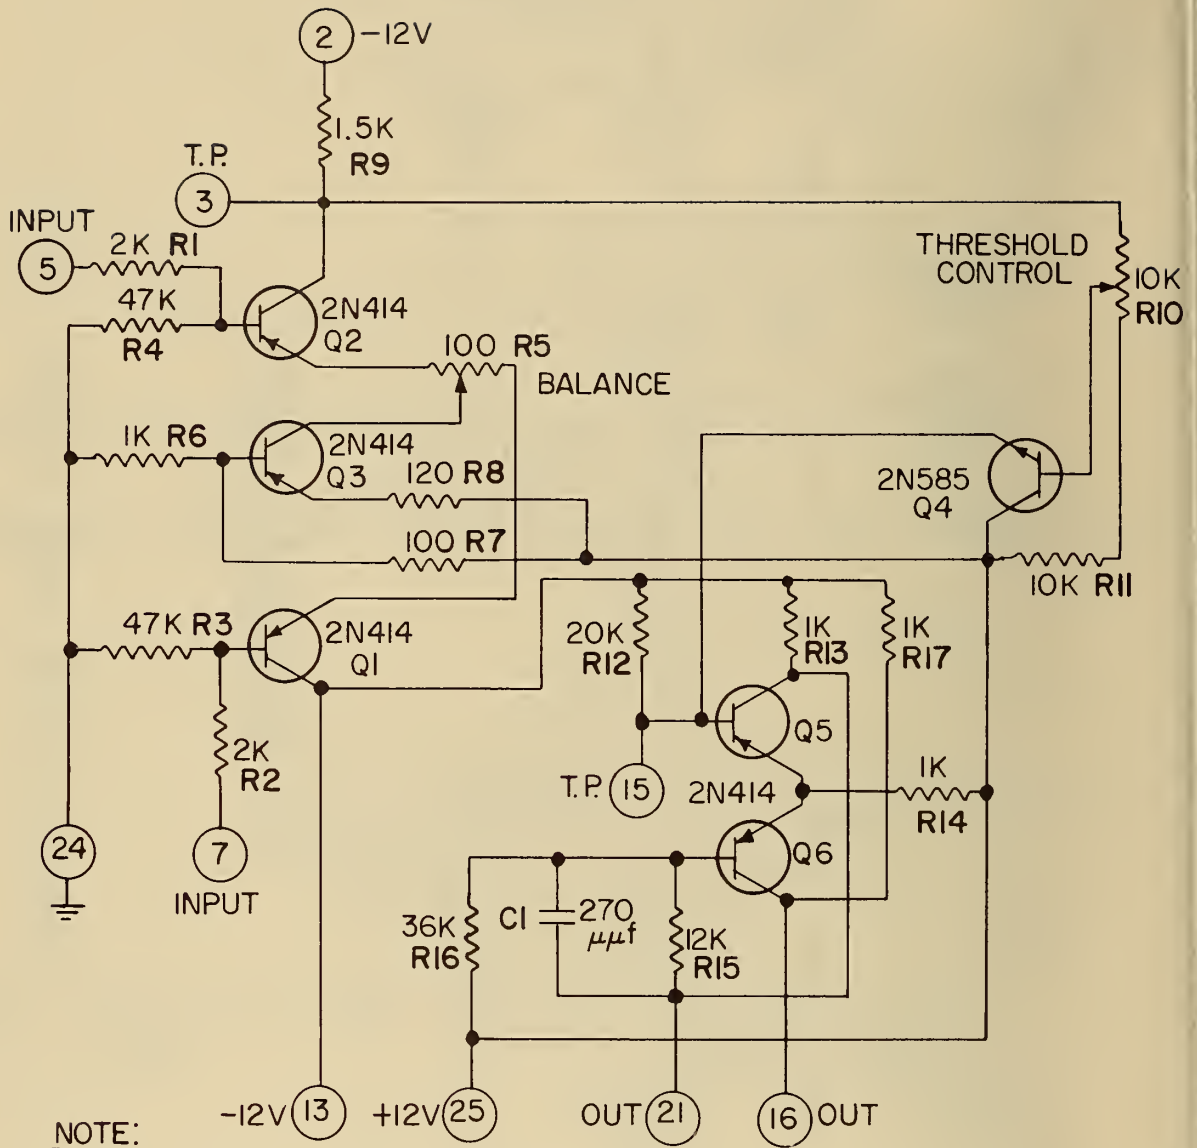 2 -12V
1.5K
R9
T.P.
3
INPUT
5
2K R1
47K
R4
2N414
Q2
100 R5
BALANCE
THRESHOLD
CONTROL
10K
R10
1K R6
2N414
Q3
120 R8
100 R7
2N585
Q4
10K R11
47K R3
2N414
Q1
20K
R12
1K
R13
1K
R17
2K
R2
Q5
T.P. 15
2N414
1K
R14
Q6
24
7
INPUT
36K
R16
C1 270
μμf
12K
R15
-12V 13
+12V 25
OUT 21
16 OUT
NOTE: